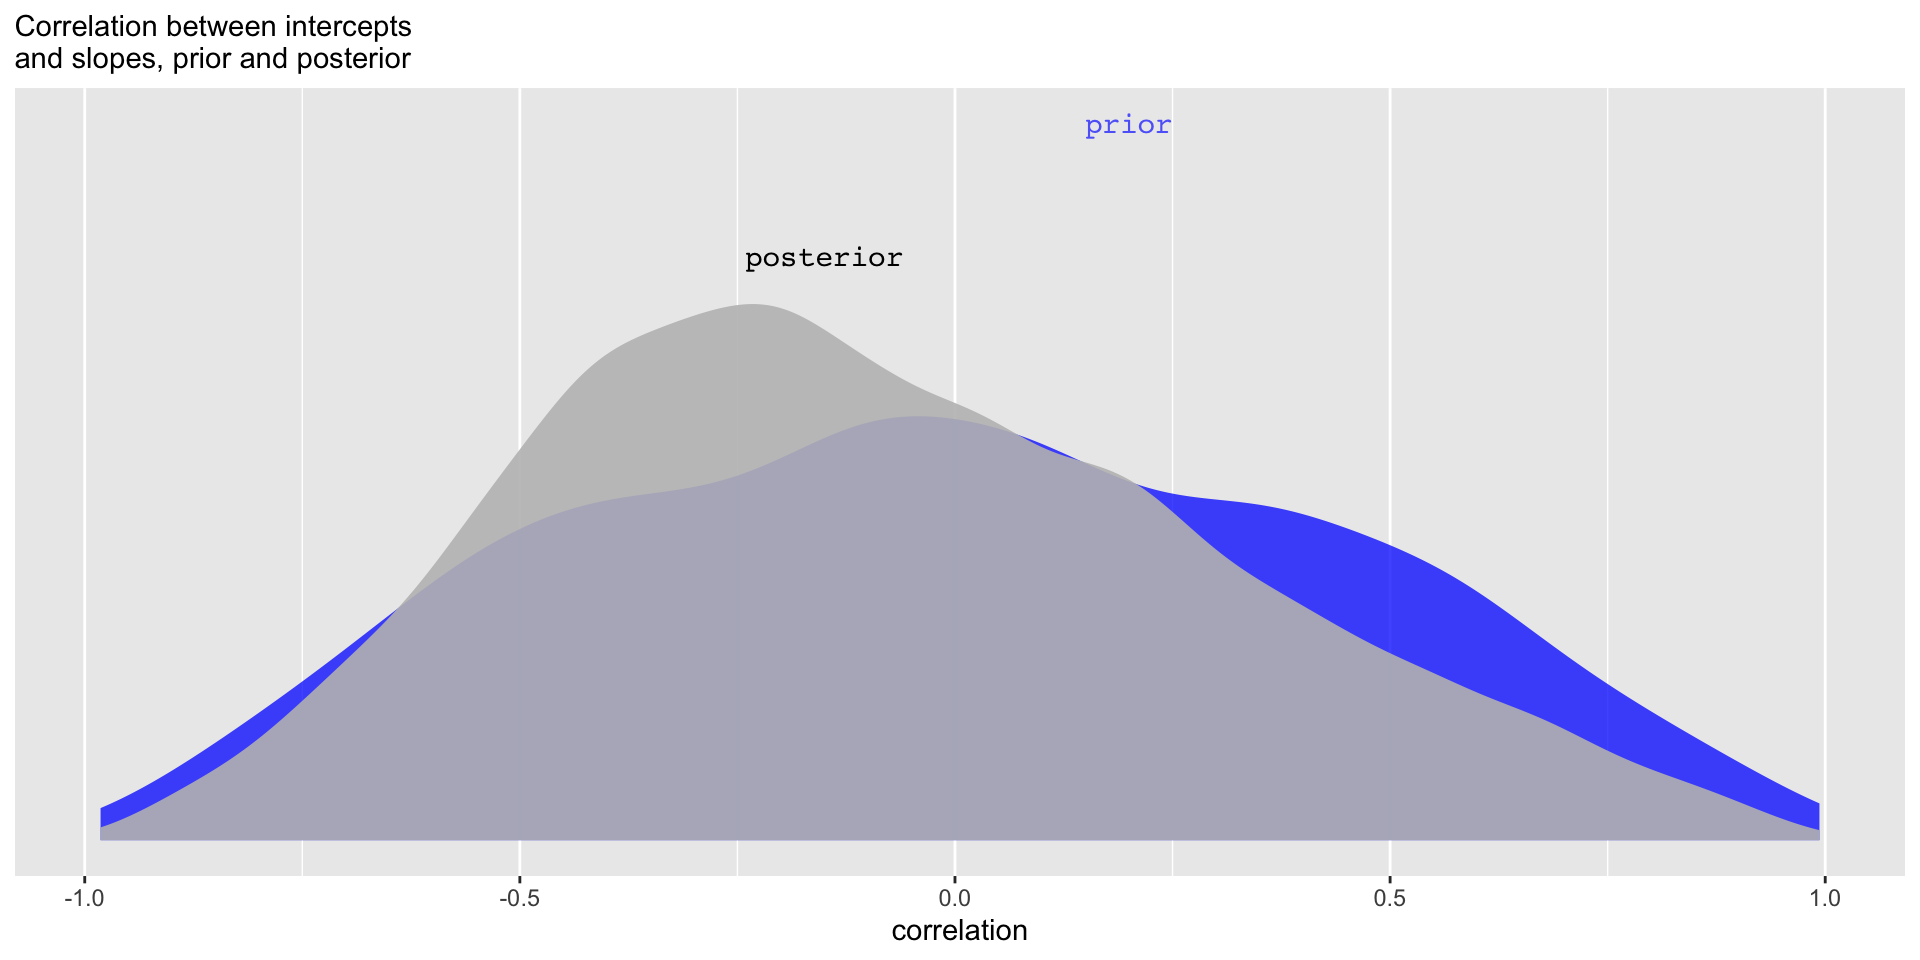 Correlation between intercepts
and slopes, prior and posterior
prior
posterior
-1.0 -0.5 0.0 0.5 1.0
correlation